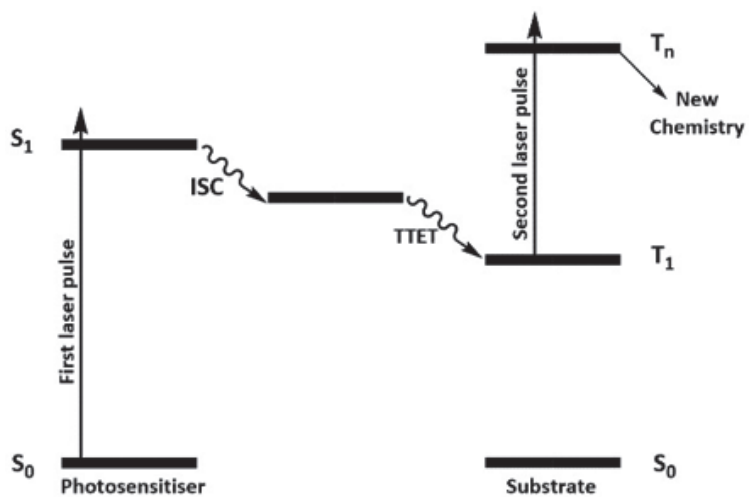 Tn
New
Chemistry
S1
ISC
First laser pulse
TTET
Second laser pulse
T1
S0
Photosensitiser
Substrate
S0